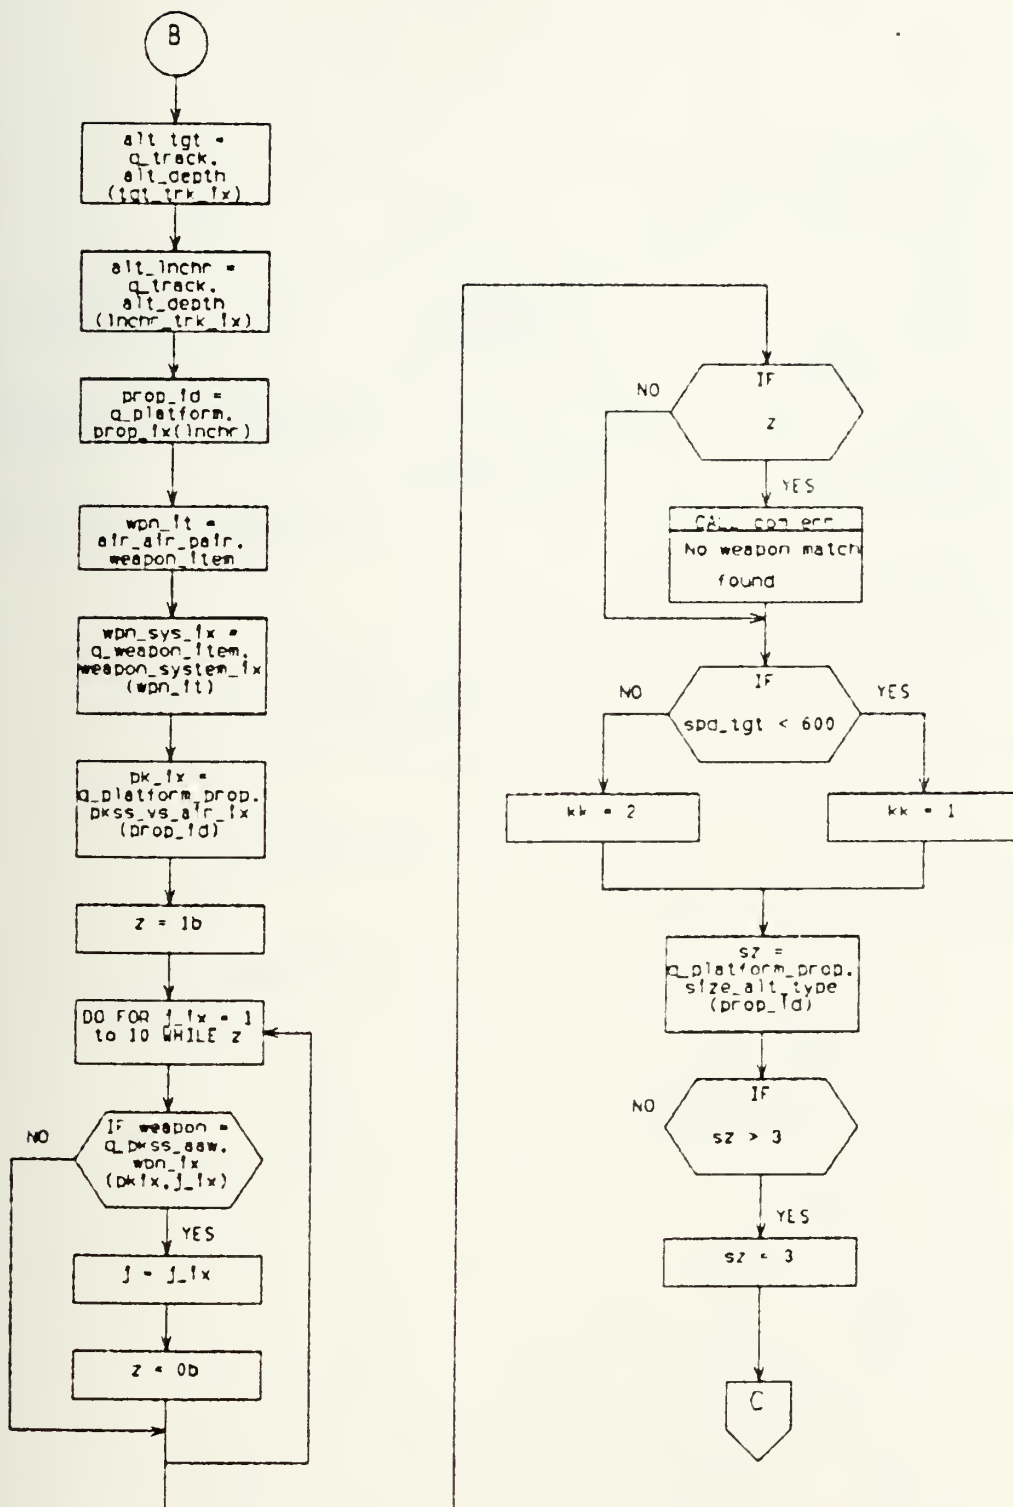 B
alt_tgt =
q_track.
alt_depth
(tgt_trk_ix)
alt_lnchr =
q_track.
alt_depth
(lnchr_trk_ix)
prop_id =
q_platform.
prop_ix(lnchr)
wpn_it =
air_air_pair.
weapon_item
wpn_sys_ix =
q_weapon_item.
weapon_system_ix
(wpn_it)
pk_ix =
q_platform_prop.
pkss_vs_air_ix
(prop_id)
z = 1b
DO FOR j_ix = 1
to 10 WHILE z
NO
IF weapon =
q_pkss_aaw.
wpn_ix
(pkix,j_ix)
YES
j = j_ix
z = 0b
IF
NO
z
YES
CALL com_err
No weapon match
found
IF
NO
YES
spd_tgt < 600
kk = 2
kk = 1
sz =
q_platform_prop.
size_alt_type
(prop_id)
IF
NO
sz > 3
YES
sz = 3
C